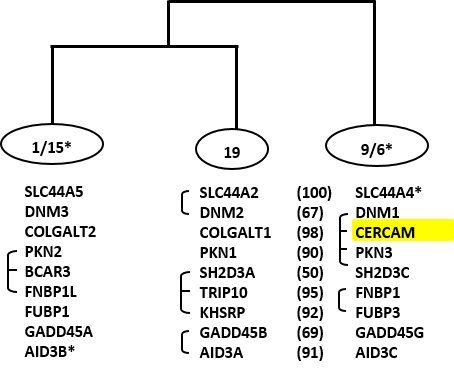 1/15* 19 9/6*
SLC44A5 SLC44A2 (100) SLC44A4*
DNM3 DNM2 (67) DNM1
COLGALT2 COLGALT1 (98) CERCAM
PKN2 PKN1 (90) PKN3
BCAR3 SH2D3A (50) SH2D3C
FNBP1L TRIP10 (95) FNBP1
FUBP1 KHSRP (92) FUBP3
GADD45A GADD45B (69) GADD45G
AID3B* AID3A (91) AID3C